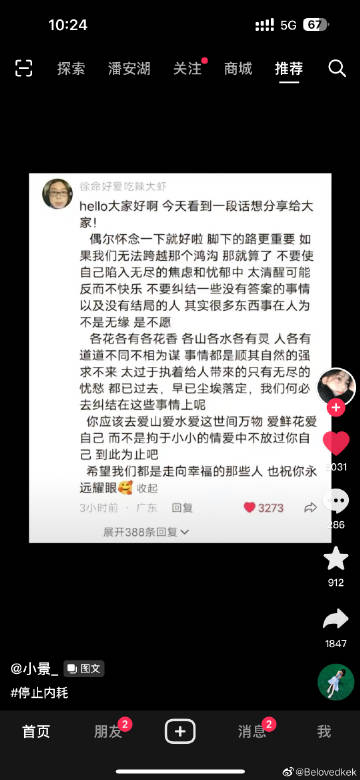 10:24
5G 67
探索 潘安湖 关注 商城 推荐
徐命好爱吃辣大虾
hello大家好啊 今天看到一段话想分享给大
家!
偶尔怀念一下就好啦 脚下的路更重要 如
果我们无法跨越那个鸿沟 那就算了 不要使
自己陷入无尽的焦虑和忧郁中 太清醒可能
反而不快乐 不要纠结一些没有答案的事情
以及没有结局的人 其实很多东西事在人为
不是无缘 是不愿
各花各有各花香 各山各水各有灵 人各有
道道不同不相为谋 事情都是顺其自然的强
求不来 太过于执着给人带来的只有无尽的
忧愁 都已过去，早已尘埃落定，我们何必
去纠结在这些事情上呢
你应该去爱山爱水爱这世间万物 爱鲜花爱
自己 而不是拘于小小的情爱中不放过你自
己 到此为止吧
希望我们都是走向幸福的那些人 也祝你永
远耀眼🥰 收起
3小时前 · 广东 回复 3273
展开388条回复
286
912
1847
@小景_ 图文
#停止内耗
首页 朋友 2 消息 2 我
@Belovedkek